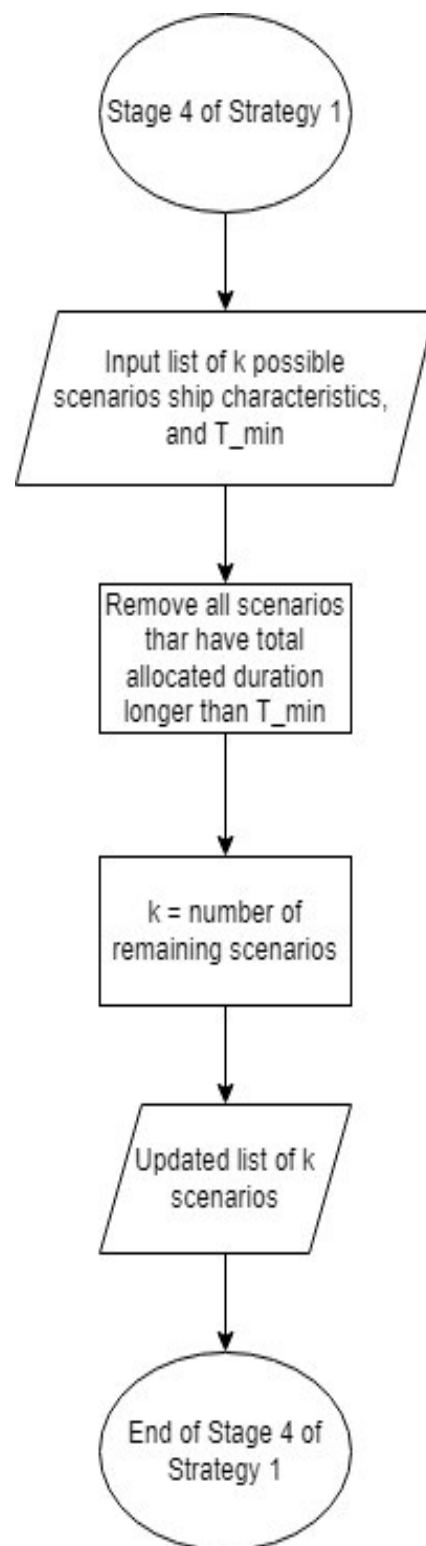 Stage 4 of Strategy 1
Input list of k possible
scenarios ship characteristics,
and T_min
Remove all scenarios
thar have total
allocated duration
longer than T_min
k = number of
remaining scenarios
Updated list of k
scenarios
End of Stage 4 of
Strategy 1